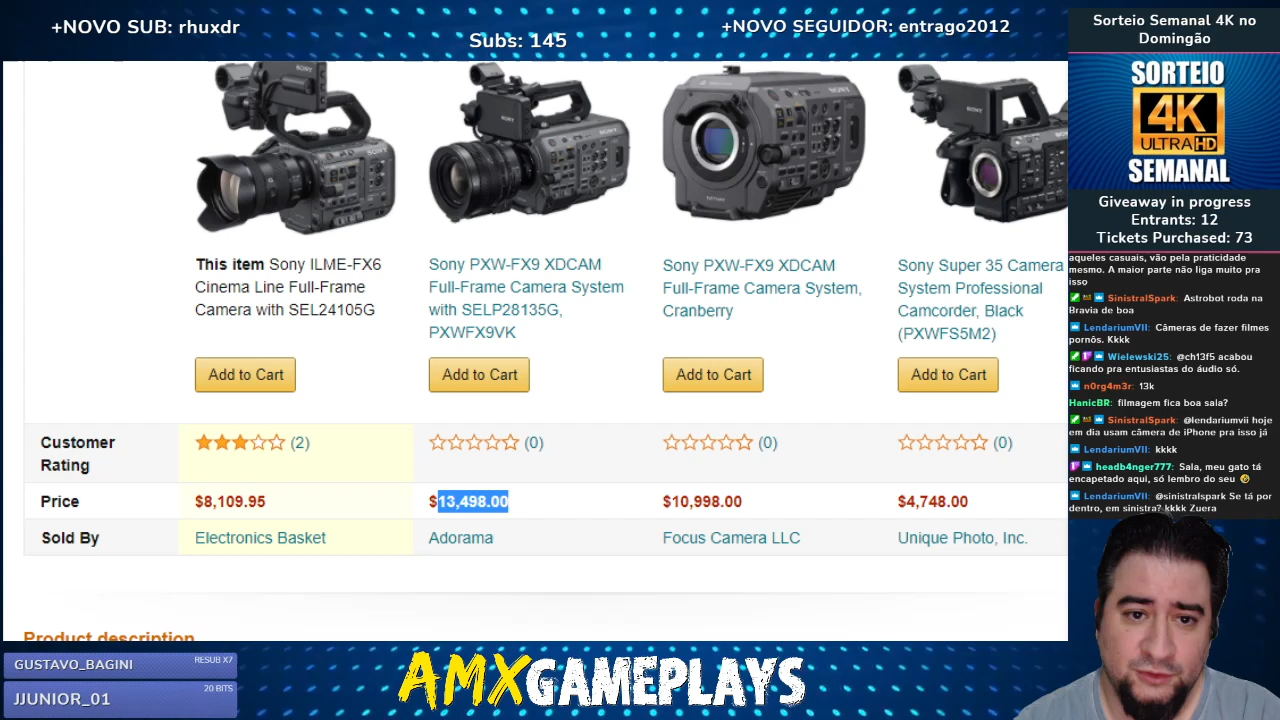 +NOVO SUB: rhuxdr
Subs: 145
+NOVO SEGUIDOR: entrago2012
Sorteio Semanal 4K no
Domingão
SORTEIO
4K
ULTRA HD
SEMANAL
Giveaway in progress
Entrants: 12
Tickets Purchased: 73
aqueles casuais, vão pela praticidade
mesmo. A maior parte não liga muito pra
isso
SinistralSpark: Astrobot roda na
Bravia de boa
LendariumVII: Câmeras de fazer filmes
pornôs. Kkkk
Wielewski25: @ch13f5 acabou
ficando pra entusiastas do áudio só.
n0rg4m3r: 13k
HanicBR: filmagem fica boa sala?
SinistralSpark: @lendariumvii hoje
em dia usam câmera de iPhone pra isso já
LendariumVII: kkkk
headb4nger777: Sala, meu gato tá
encapetado aqui, só lembro do seu 🤣
LendariumVII: @sinistralspark Se tá por
dentro, em sinistra? kkkk Zuera
This item Sony ILME-FX6
Cinema Line Full-Frame
Camera with SEL24105G
Sony PXW-FX9 XDCAM
Full-Frame Camera System
with SELP28135G,
PXWFX9VK
Sony PXW-FX9 XDCAM
Full-Frame Camera System,
Cranberry
Sony Super 35 Camera
System Professional
Camcorder, Black
(PXWFS5M2)
Add to Cart
Add to Cart
Add to Cart
Add to Cart
Customer
Rating
(2)
(0)
(0)
(0)
Price
$8,109.95
$13,498.00
$10,998.00
$4,748.00
Sold By
Electronics Basket
Adorama
Focus Camera LLC
Unique Photo, Inc.
Product description
GUSTAVO_BAGINI
RESUB X7
JJUNIOR_01
20 BITS
AMXGAMEPLAYS